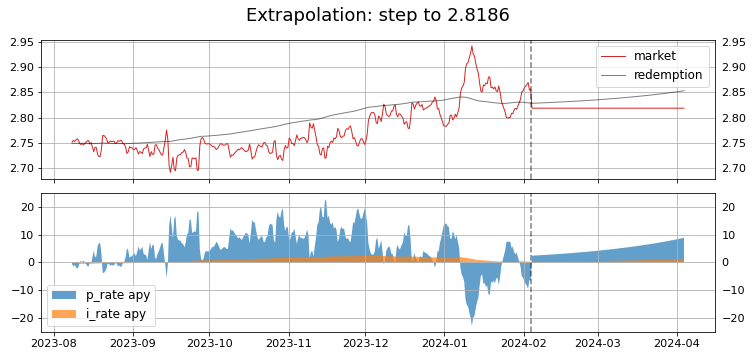 Extrapolation: step to 2.8186
2.95 2.95
2.90 2.90
2.85 2.85
2.80 2.80
2.75 2.75
2.70 2.70
market
redemption
20 20
10 10
0 0
−10 −10
−20 −20
p_rate apy
i_rate apy
2023-08 2023-09 2023-10 2023-11 2023-12 2024-01 2024-02 2024-03 2024-04